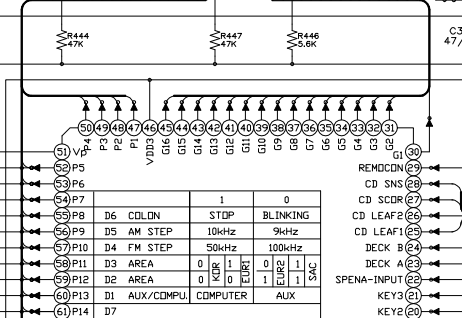 R444
47K
R447
47K
R446
5.6K
C3
47/
50 49 48 47 46 45 44 43 42 41 40 39 38 37 36 35 34 33 32 31
P4 P3 P2 P1 VDD3 G16 G15 G14 G13 G12 G11 G10 G9 G8 G7 G6 G5 G4 G3 G2
51 Vp
G1 30
52 P5
REMOCON 29
53 P6
CD SNS 28
54 P7
1 0
CD SCOR 27
55 P8 D6 COLON STOP BLINKING
CD LEAF2 26
56 P9 D5 AM STEP 10kHz 9kHz
CD LEAF1 25
57 P10 D4 FM STEP 50kHz 100kHz
DECK B 24
58 P11 D3 AREA 0 KOR 1 EUR1 0 EUR2 1 SAC
DECK A 23
59 P12 D2 AREA 0 0 1 1
SPENA-INPUT 22
60 P13 D1 AUX/COMPU. COMPUTER AUX
KEY3 21
61 P14 D7
KEY2 20